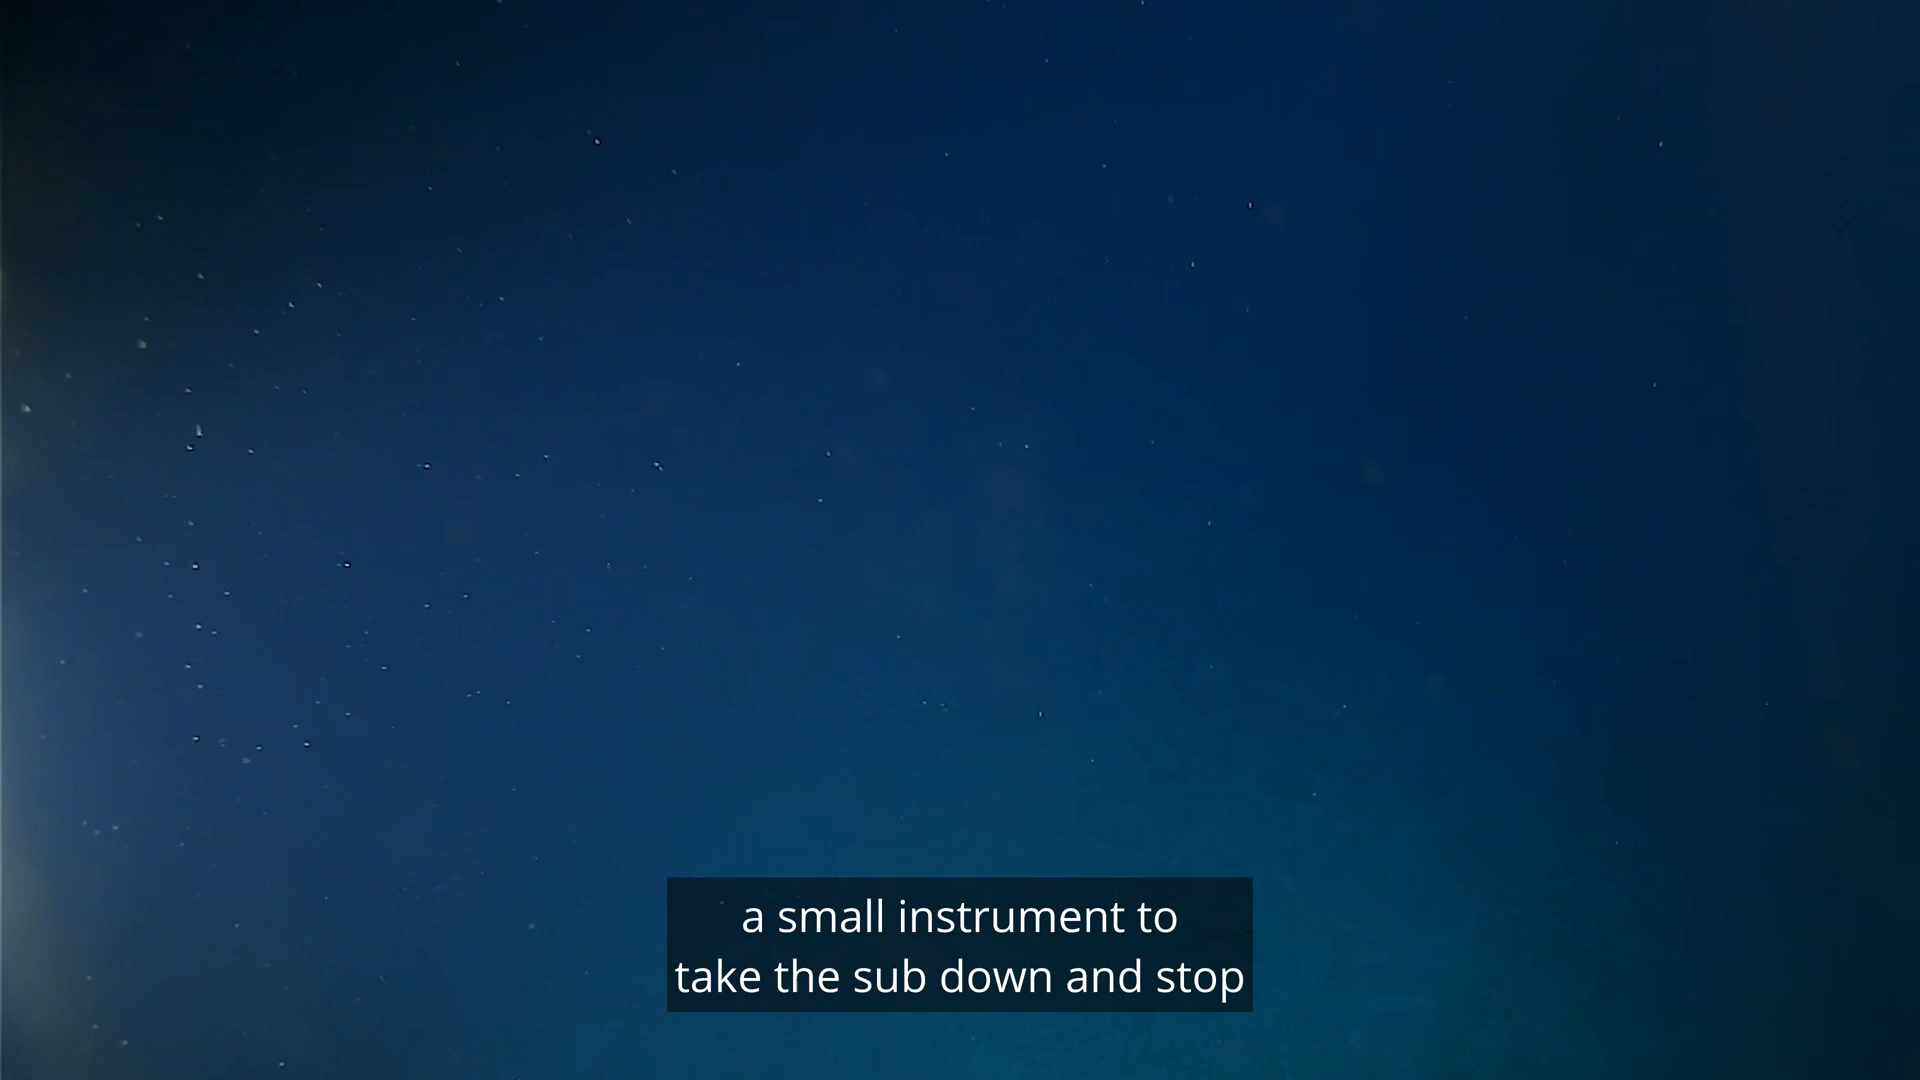 a small instrument to
take the sub down and stop